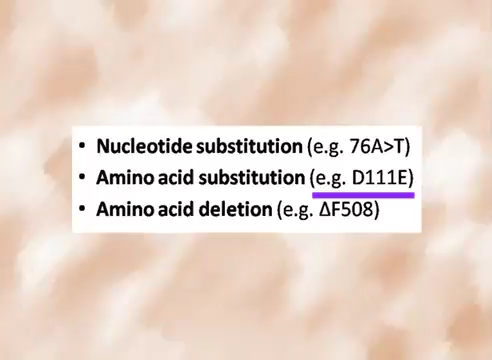 • Nucleotide substitution (e.g. 76A>T)
• Amino acid substitution (e.g. D111E)
• Amino acid deletion (e.g. ΔF508)